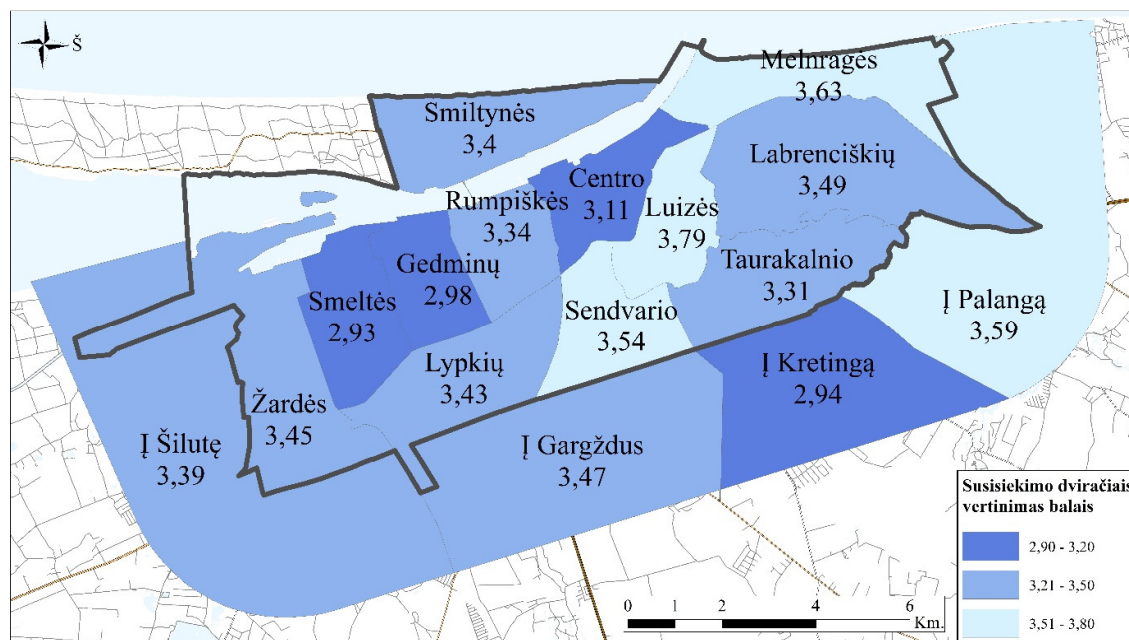 Š
Melnragės
3,63
Smiltynės
3,4
Labrenciškių
3,49
Centro
3,11
Rumpiškės
3,34
Luizės
3,79
Gedminų
2,98
Taurakalnio
3,31
Smeltės
2,93
Sendvario
3,54
Į Palangą
3,59
Lypkių
3,43
Į Kretingą
2,94
Žardės
3,45
Į Šilutę
3,39
Į Gargždus
3,47
Susisiekimo dviračiais
vertinimas balais
2,90 - 3,20
3,21 - 3,50
3,51 - 3,80
0 1 2 4 6
Km.